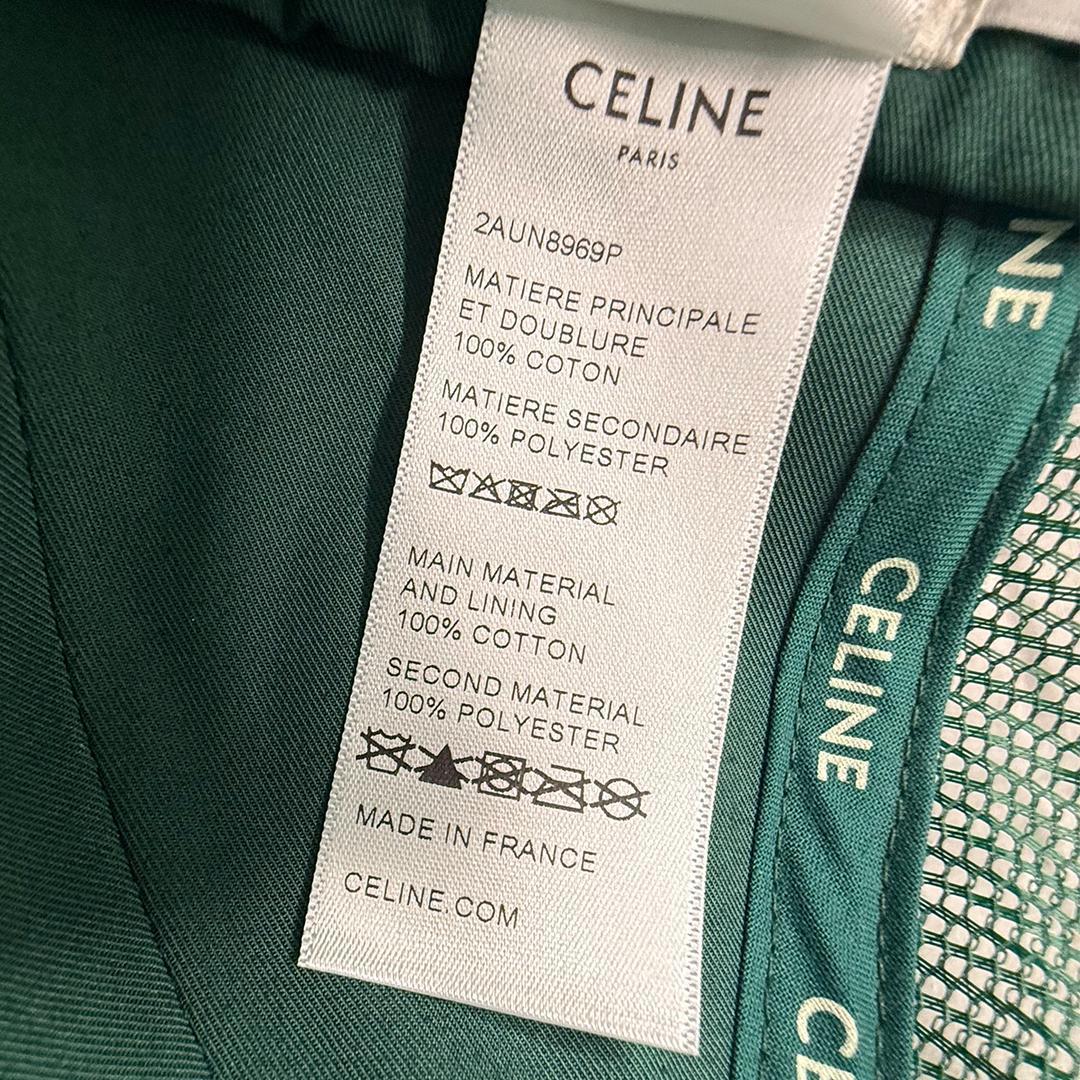 CELINE
PARIS
2AUN8969P
MATIERE PRINCIPALE
ET DOUBLURE
100% COTON
MATIERE SECONDAIRE
100% POLYESTER
MAIN MATERIAL
AND LINING
100% COTTON
SECOND MATERIAL
100% POLYESTER
MADE IN FRANCE
CELINE.COM
NE
CELINE
CE